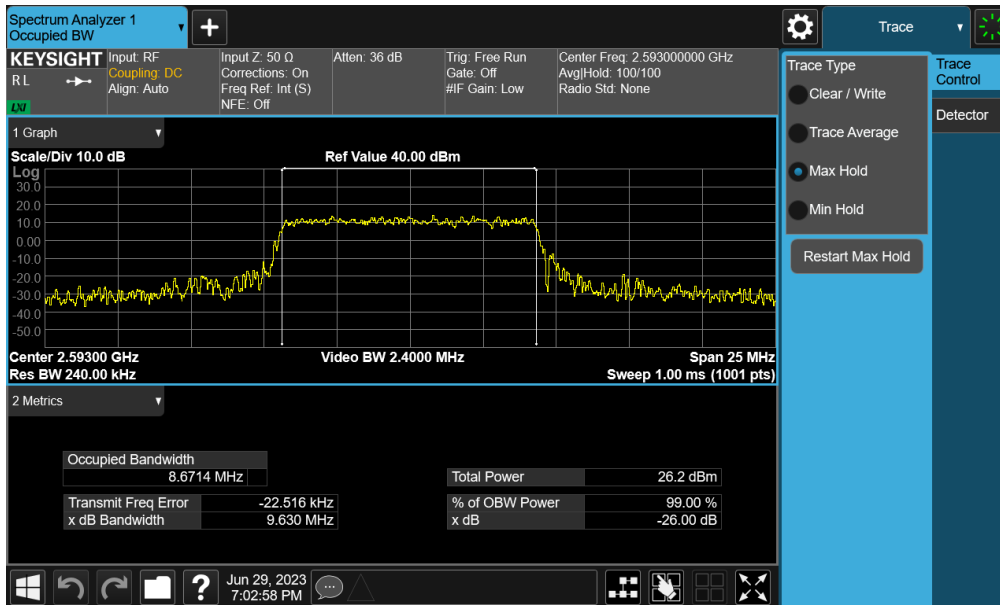 Spectrum Analyzer 1
Occupied BW
+
Trace
KEYSIGHT
R L
LXI
Input: RF
Coupling: DC
Align: Auto
Input Z: 50 Ω
Corrections: On
Freq Ref: Int (S)
NFE: Off
Atten: 36 dB
Trig: Free Run
Gate: Off
#IF Gain: Low
Center Freq: 2.593000000 GHz
Avg|Hold: 100/100
Radio Std: None
Trace Type
Clear / Write
Trace Average
Max Hold
Min Hold
Restart Max Hold
Trace
Control
Detector
1 Graph
Scale/Div 10.0 dB
Ref Value 40.00 dBm
Log
30.0
20.0
10.0
0.00
-10.0
-20.0
-30.0
-40.0
-50.0
Center 2.59300 GHz
Video BW 2.4000 MHz
Span 25 MHz
Res BW 240.00 kHz
Sweep 1.00 ms (1001 pts)
2 Metrics
Occupied Bandwidth
8.6714 MHz
Total Power 26.2 dBm
Transmit Freq Error -22.516 kHz
% of OBW Power 99.00 %
x dB Bandwidth 9.630 MHz
x dB -26.00 dB
?
Jun 29, 2023
7:02:58 PM